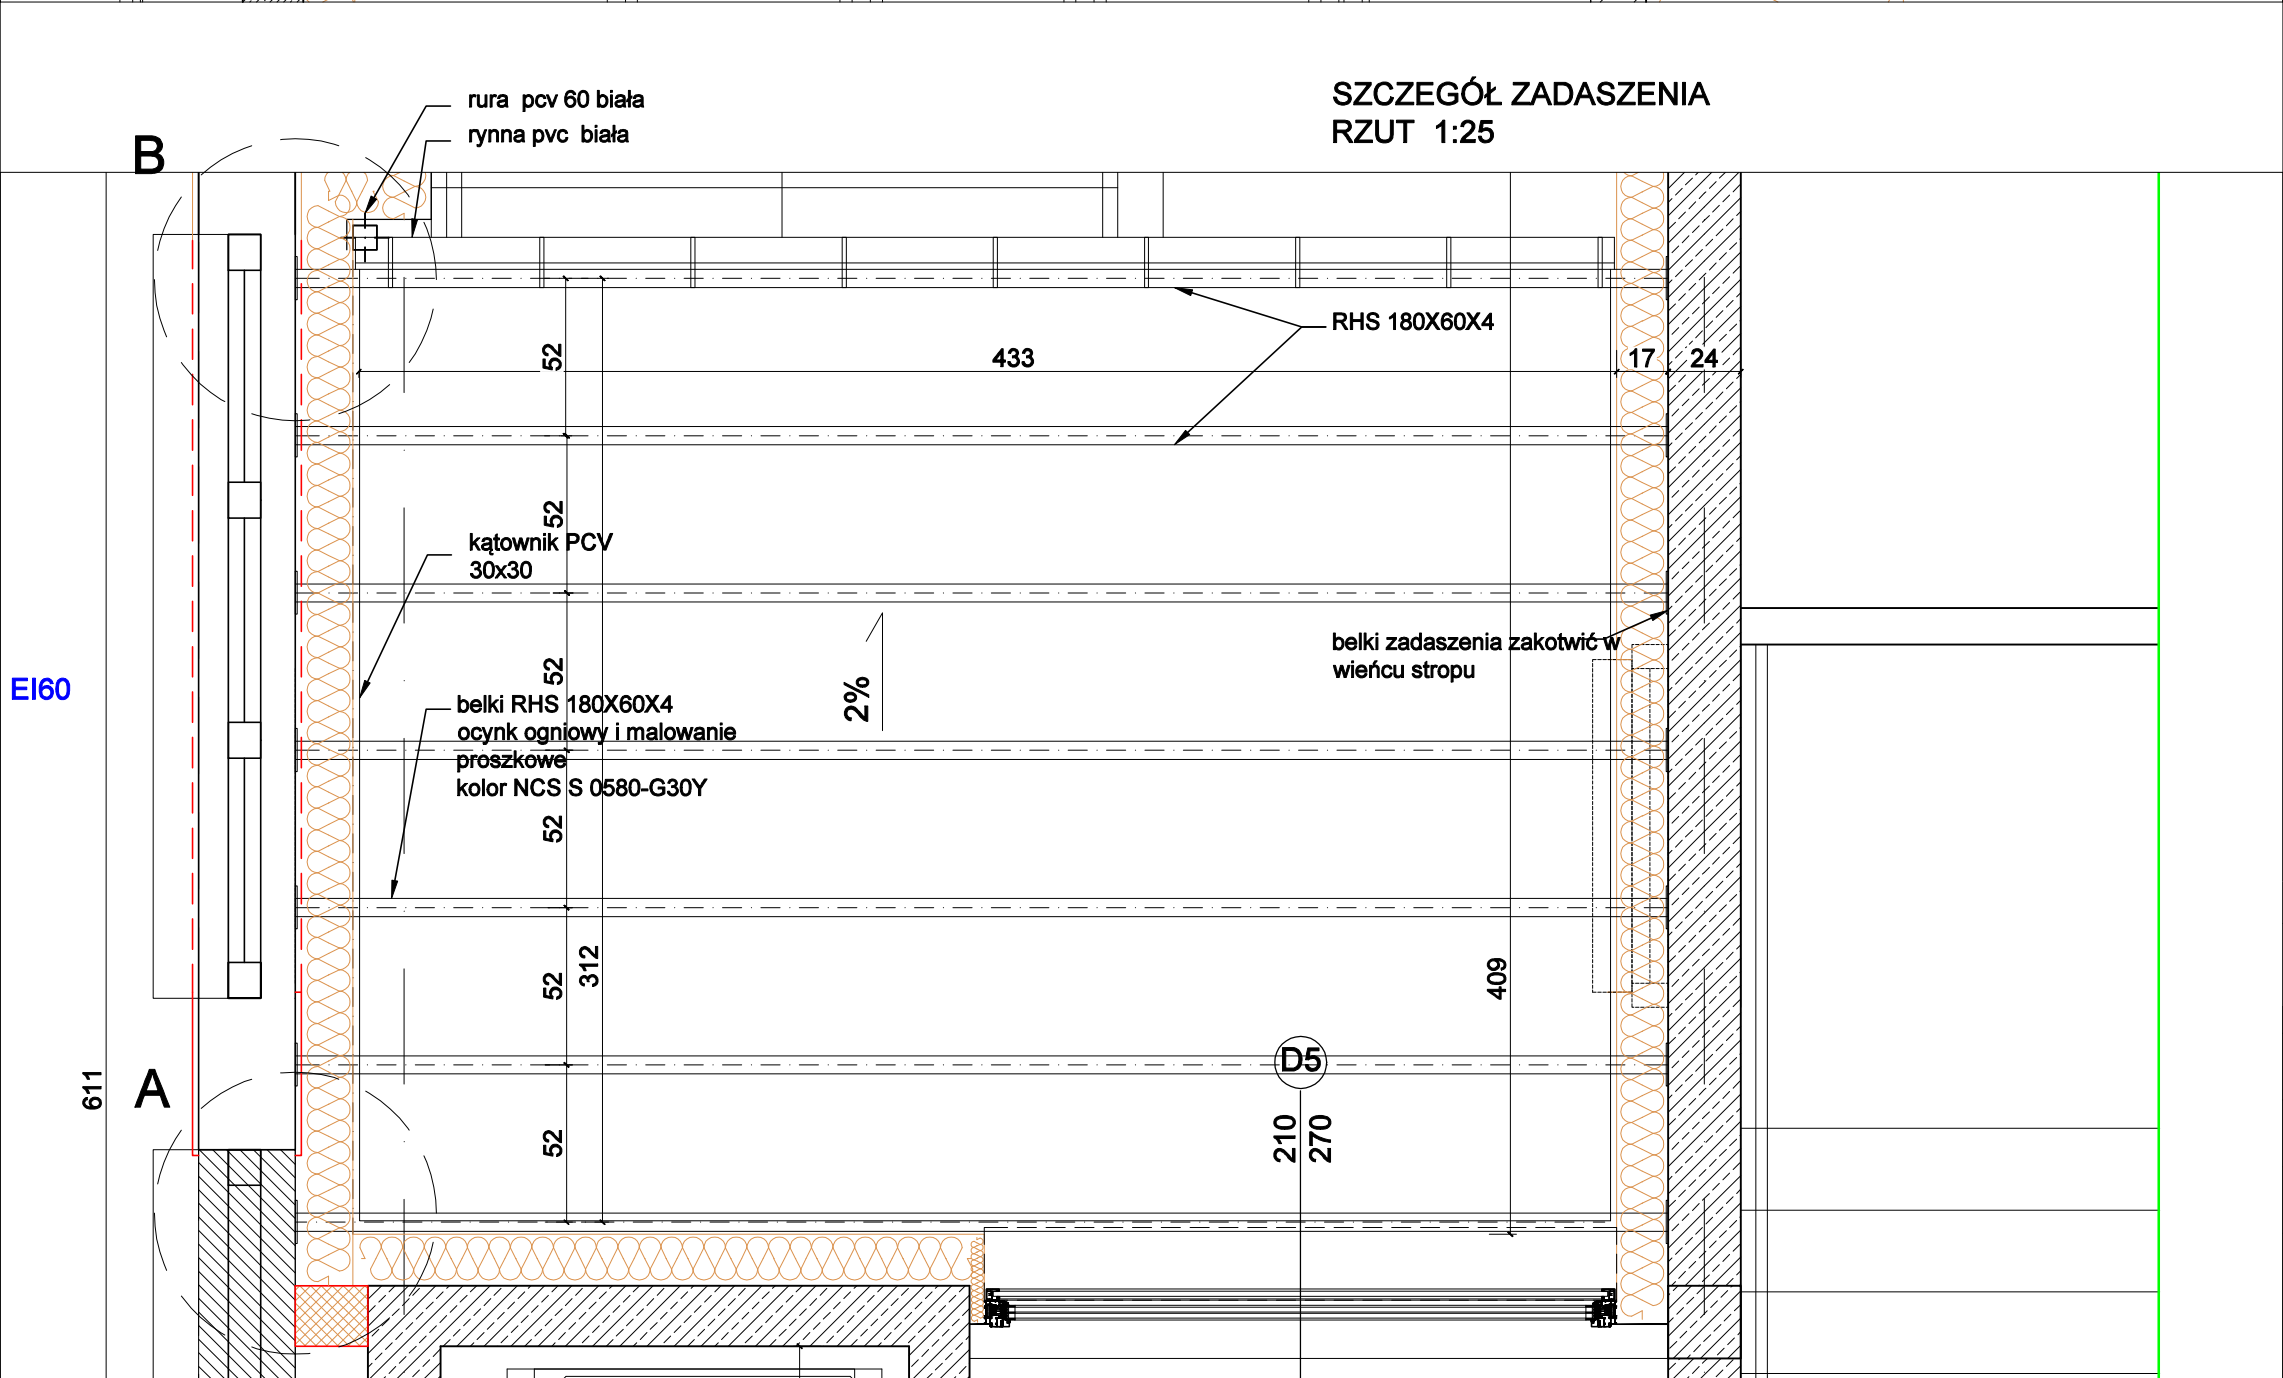 SZCZEGÓŁ ZADASZENIA
RZUT 1:25
rura pcv 60 biała
rynna pvc biała
B
RHS 180X60X4
52
433
17
24
52
kątownik PCV
30x30
belki zadaszenia zakotwić w
wieńcu stropu
52
2%
EI60
belki RHS 180X60X4
ocynk ogniowy i malowanie
proszkowe
kolor NCS S 0580-G30Y
52
52
312
409
D5
611
A
52
210
270